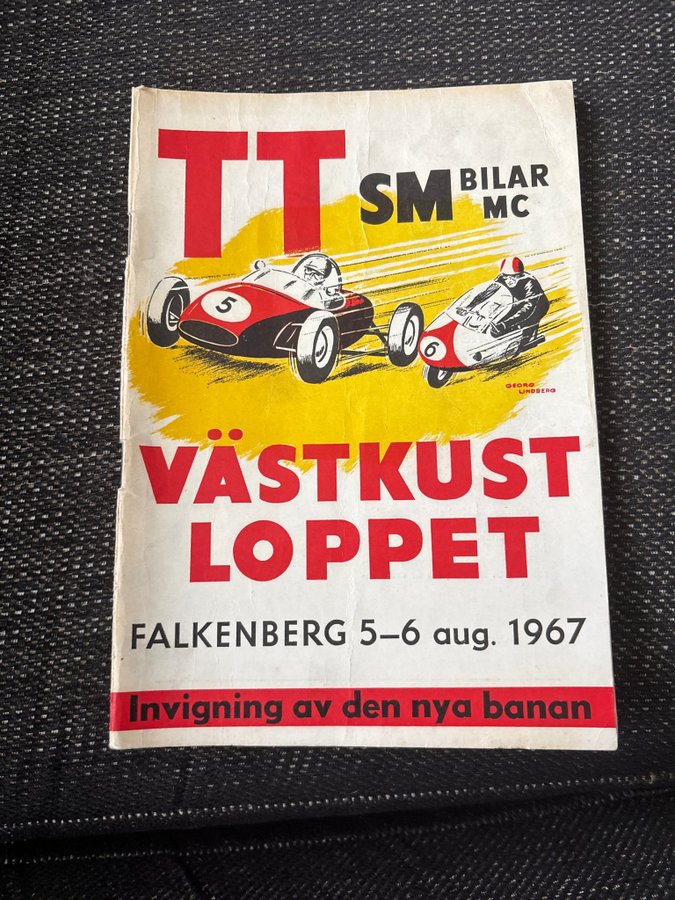 TT
SM BILAR
MC
5
6
GEORG
LINDBERG
VÄSTKUST
LOPPET
FALKENBERG 5–6 aug. 1967
Invigning av den nya banan